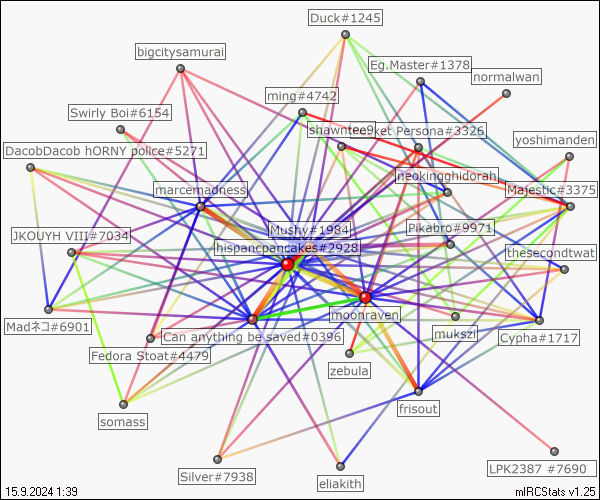 Duck#1245
bigcitysamurai
Eg.Master#1378
normalwan
ming#4742
Swirly Boi#6154
shawntee9
ket Persona#3326
yoshimanden
DacobDacob hORNY police#5271
neokingghidorah
marcemadness
Majestic#3375
Mushy#1984
Pikabro#9971
JKOUYH VIII#7034
hispancpancakes#2928
thesecondtwat
moonraven
Madネコ#6901
Can anything be saved#0396
mukszi
Cypha#1717
Fedora Stoat#4479
zebula
frisout
somass
Silver#7938
eliakith
LPK2387 #7690
15.9.2024 1:39
mIRCStats v1.25